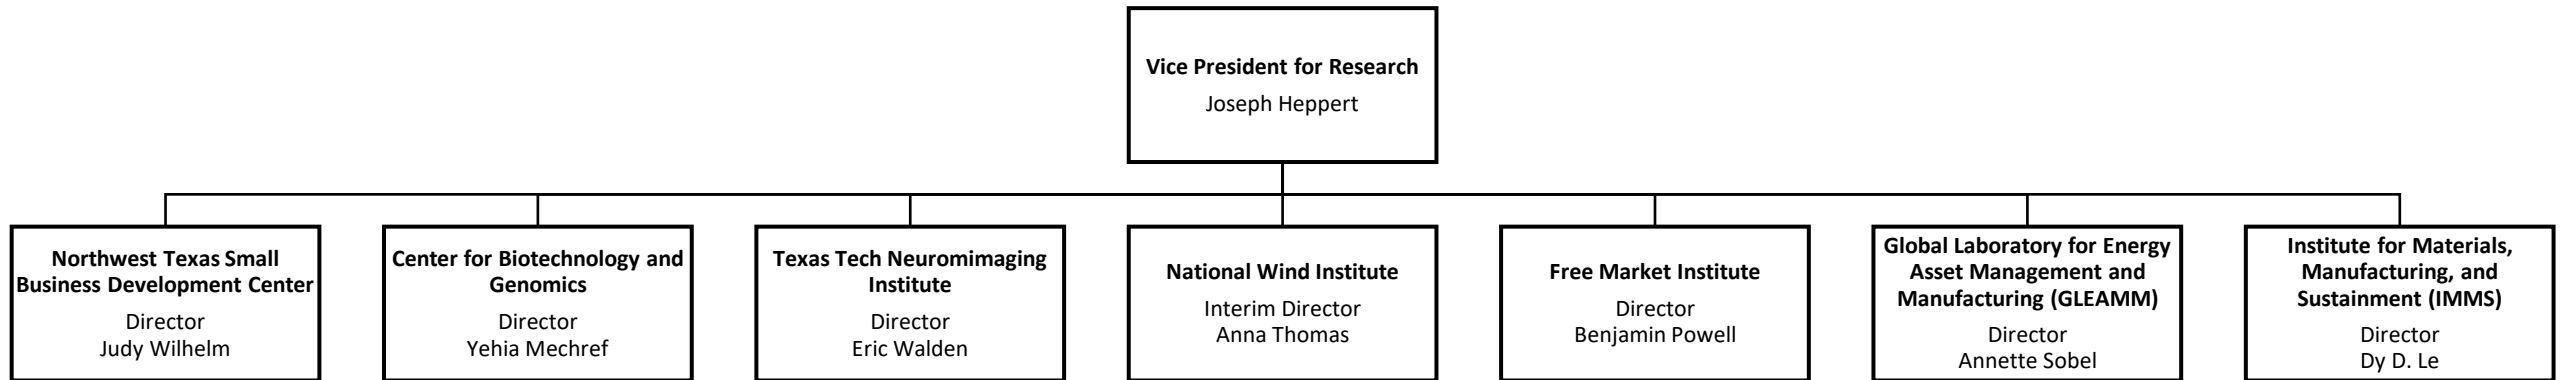 Vice President for Research
Joseph Heppert
Northwest Texas Small
Business Development Center
Director
Judy Wilhelm
Center for Biotechnology and
Genomics
Director
Yehia Mechref
Texas Tech Neuromimaging
Institute
Director
Eric Walden
National Wind Institute
Interim Director
Anna Thomas
Free Market Institute
Director
Benjamin Powell
Global Laboratory for Energy
Asset Management and
Manufacturing (GLEAMM)
Director
Annette Sobel
Institute for Materials,
Manufacturing, and
Sustainment (IMMS)
Director
Dy D. Le